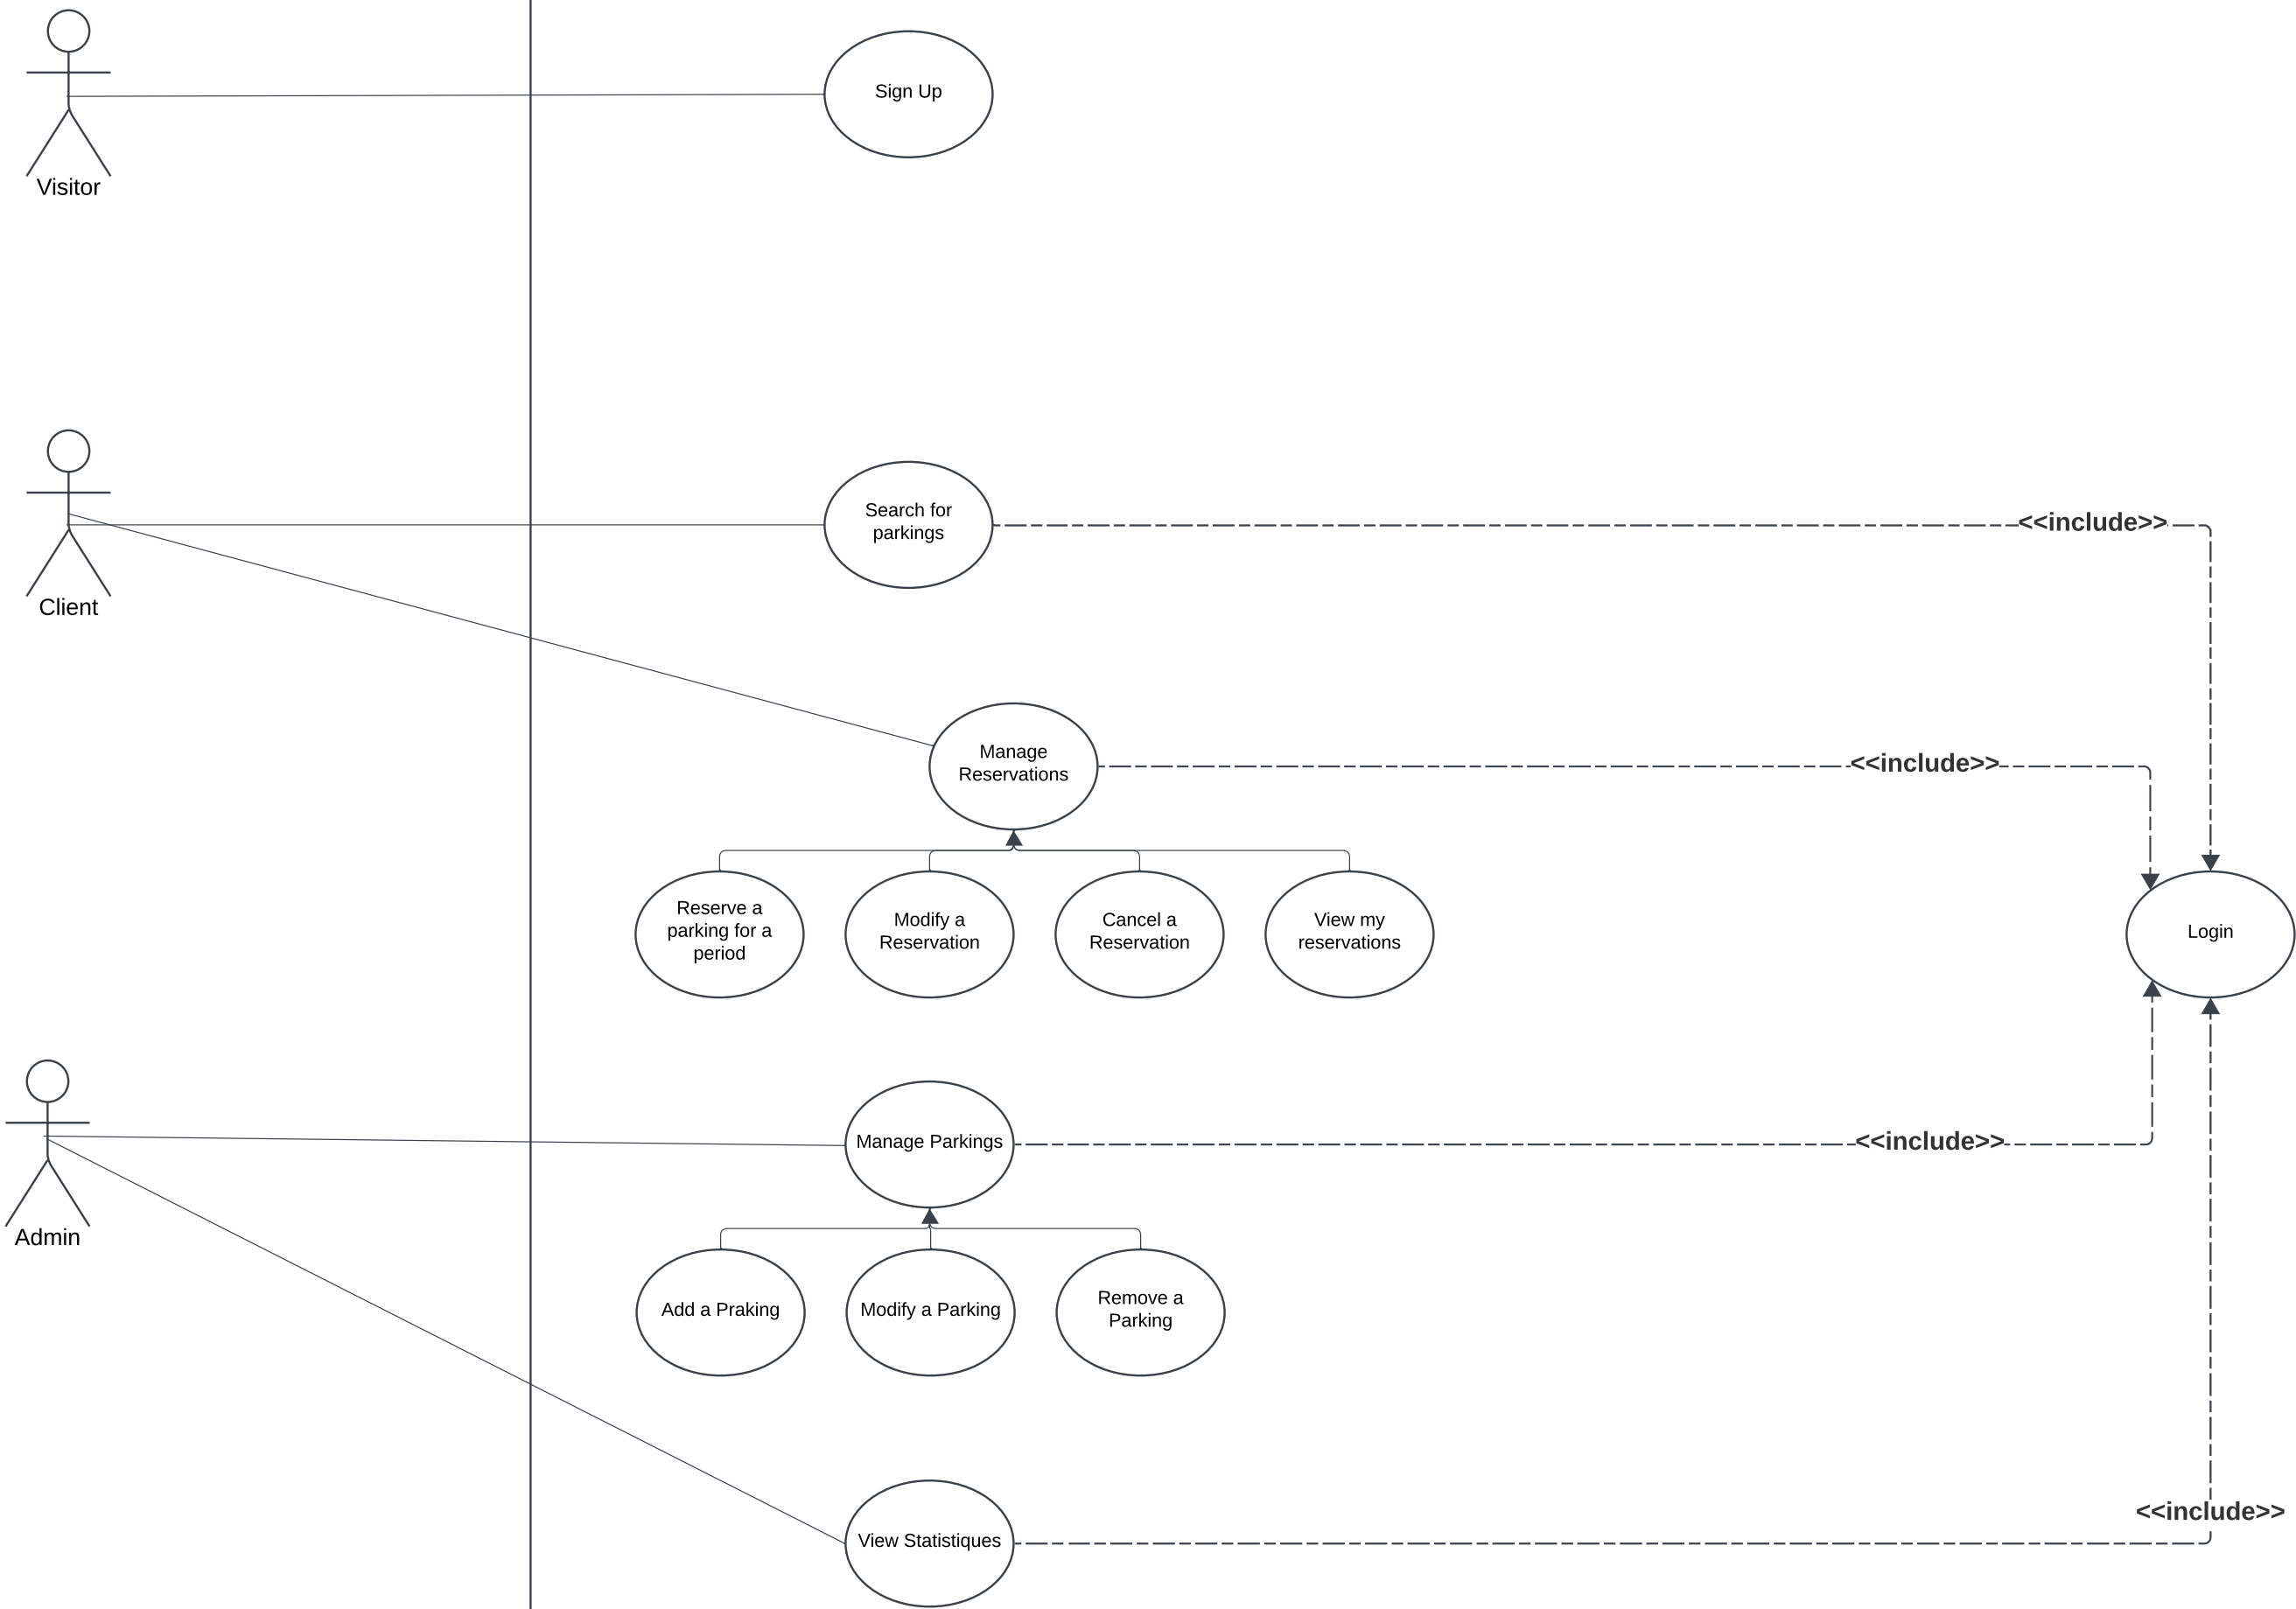 Sign Up
Visitor
Search for
parkings
<<include>>
Client
Manage
Reservations
<<include>>
Reserve a
parking for a
period
Modify a
Reservation
Cancel a
Reservation
View my
reservations
Login
Manage Parkings
<<include>>
Admin
Add a Praking
Modify a Parking
Remove a
Parking
<<include>>
View Statistiques